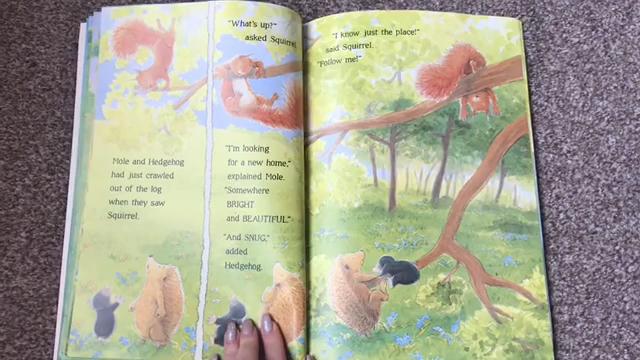 Mole and Hedgehog
had just crawled
out of the log
when they saw
Squirrel.
"What's up?"
asked Squirrel.
"I'm looking
for a new home,"
explained Mole.
"Somewhere
BRIGHT
and BEAUTIFUL."
"And SNUG,"
added
Hedgehog.
"I know just the place!"
said Squirrel.
"Follow me!"